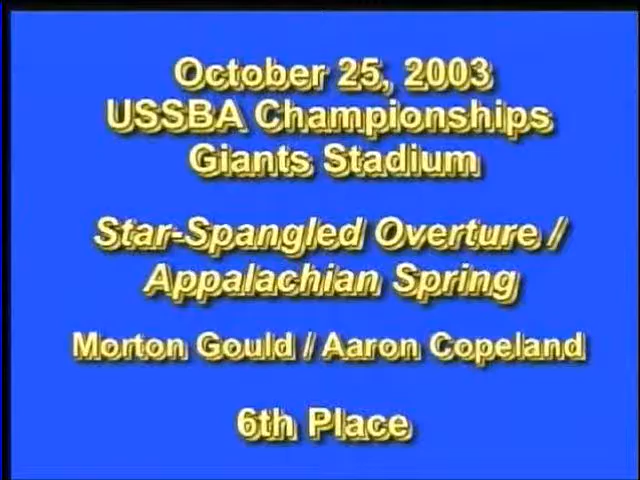 October 25, 2003
USSBA Championships
Giants Stadium
Star-Spangled Overture /
Appalachian Spring
Morton Gould / Aaron Copeland
6th Place